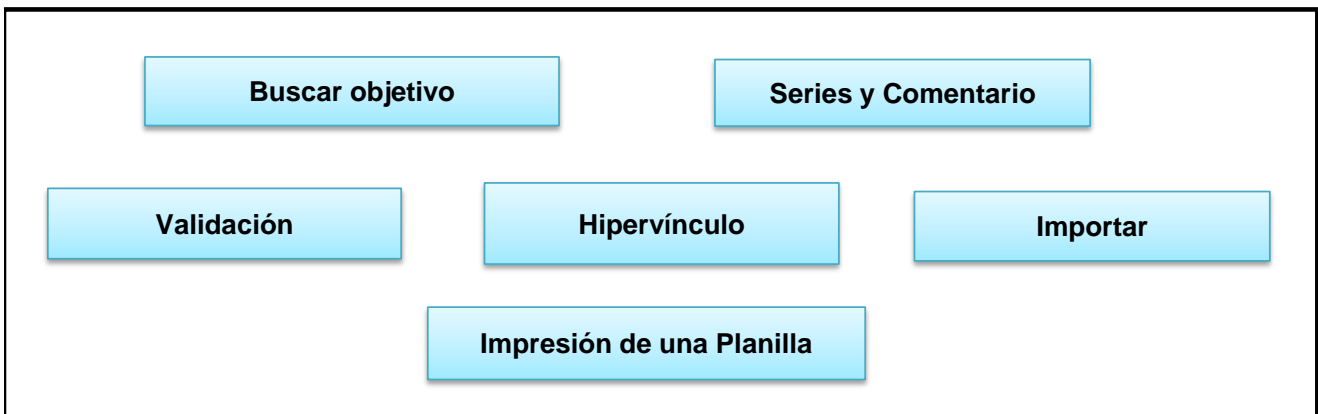 Buscar objetivo
Series y Comentario
Validación
Hipervínculo
Importar
Impresión de una Planilla